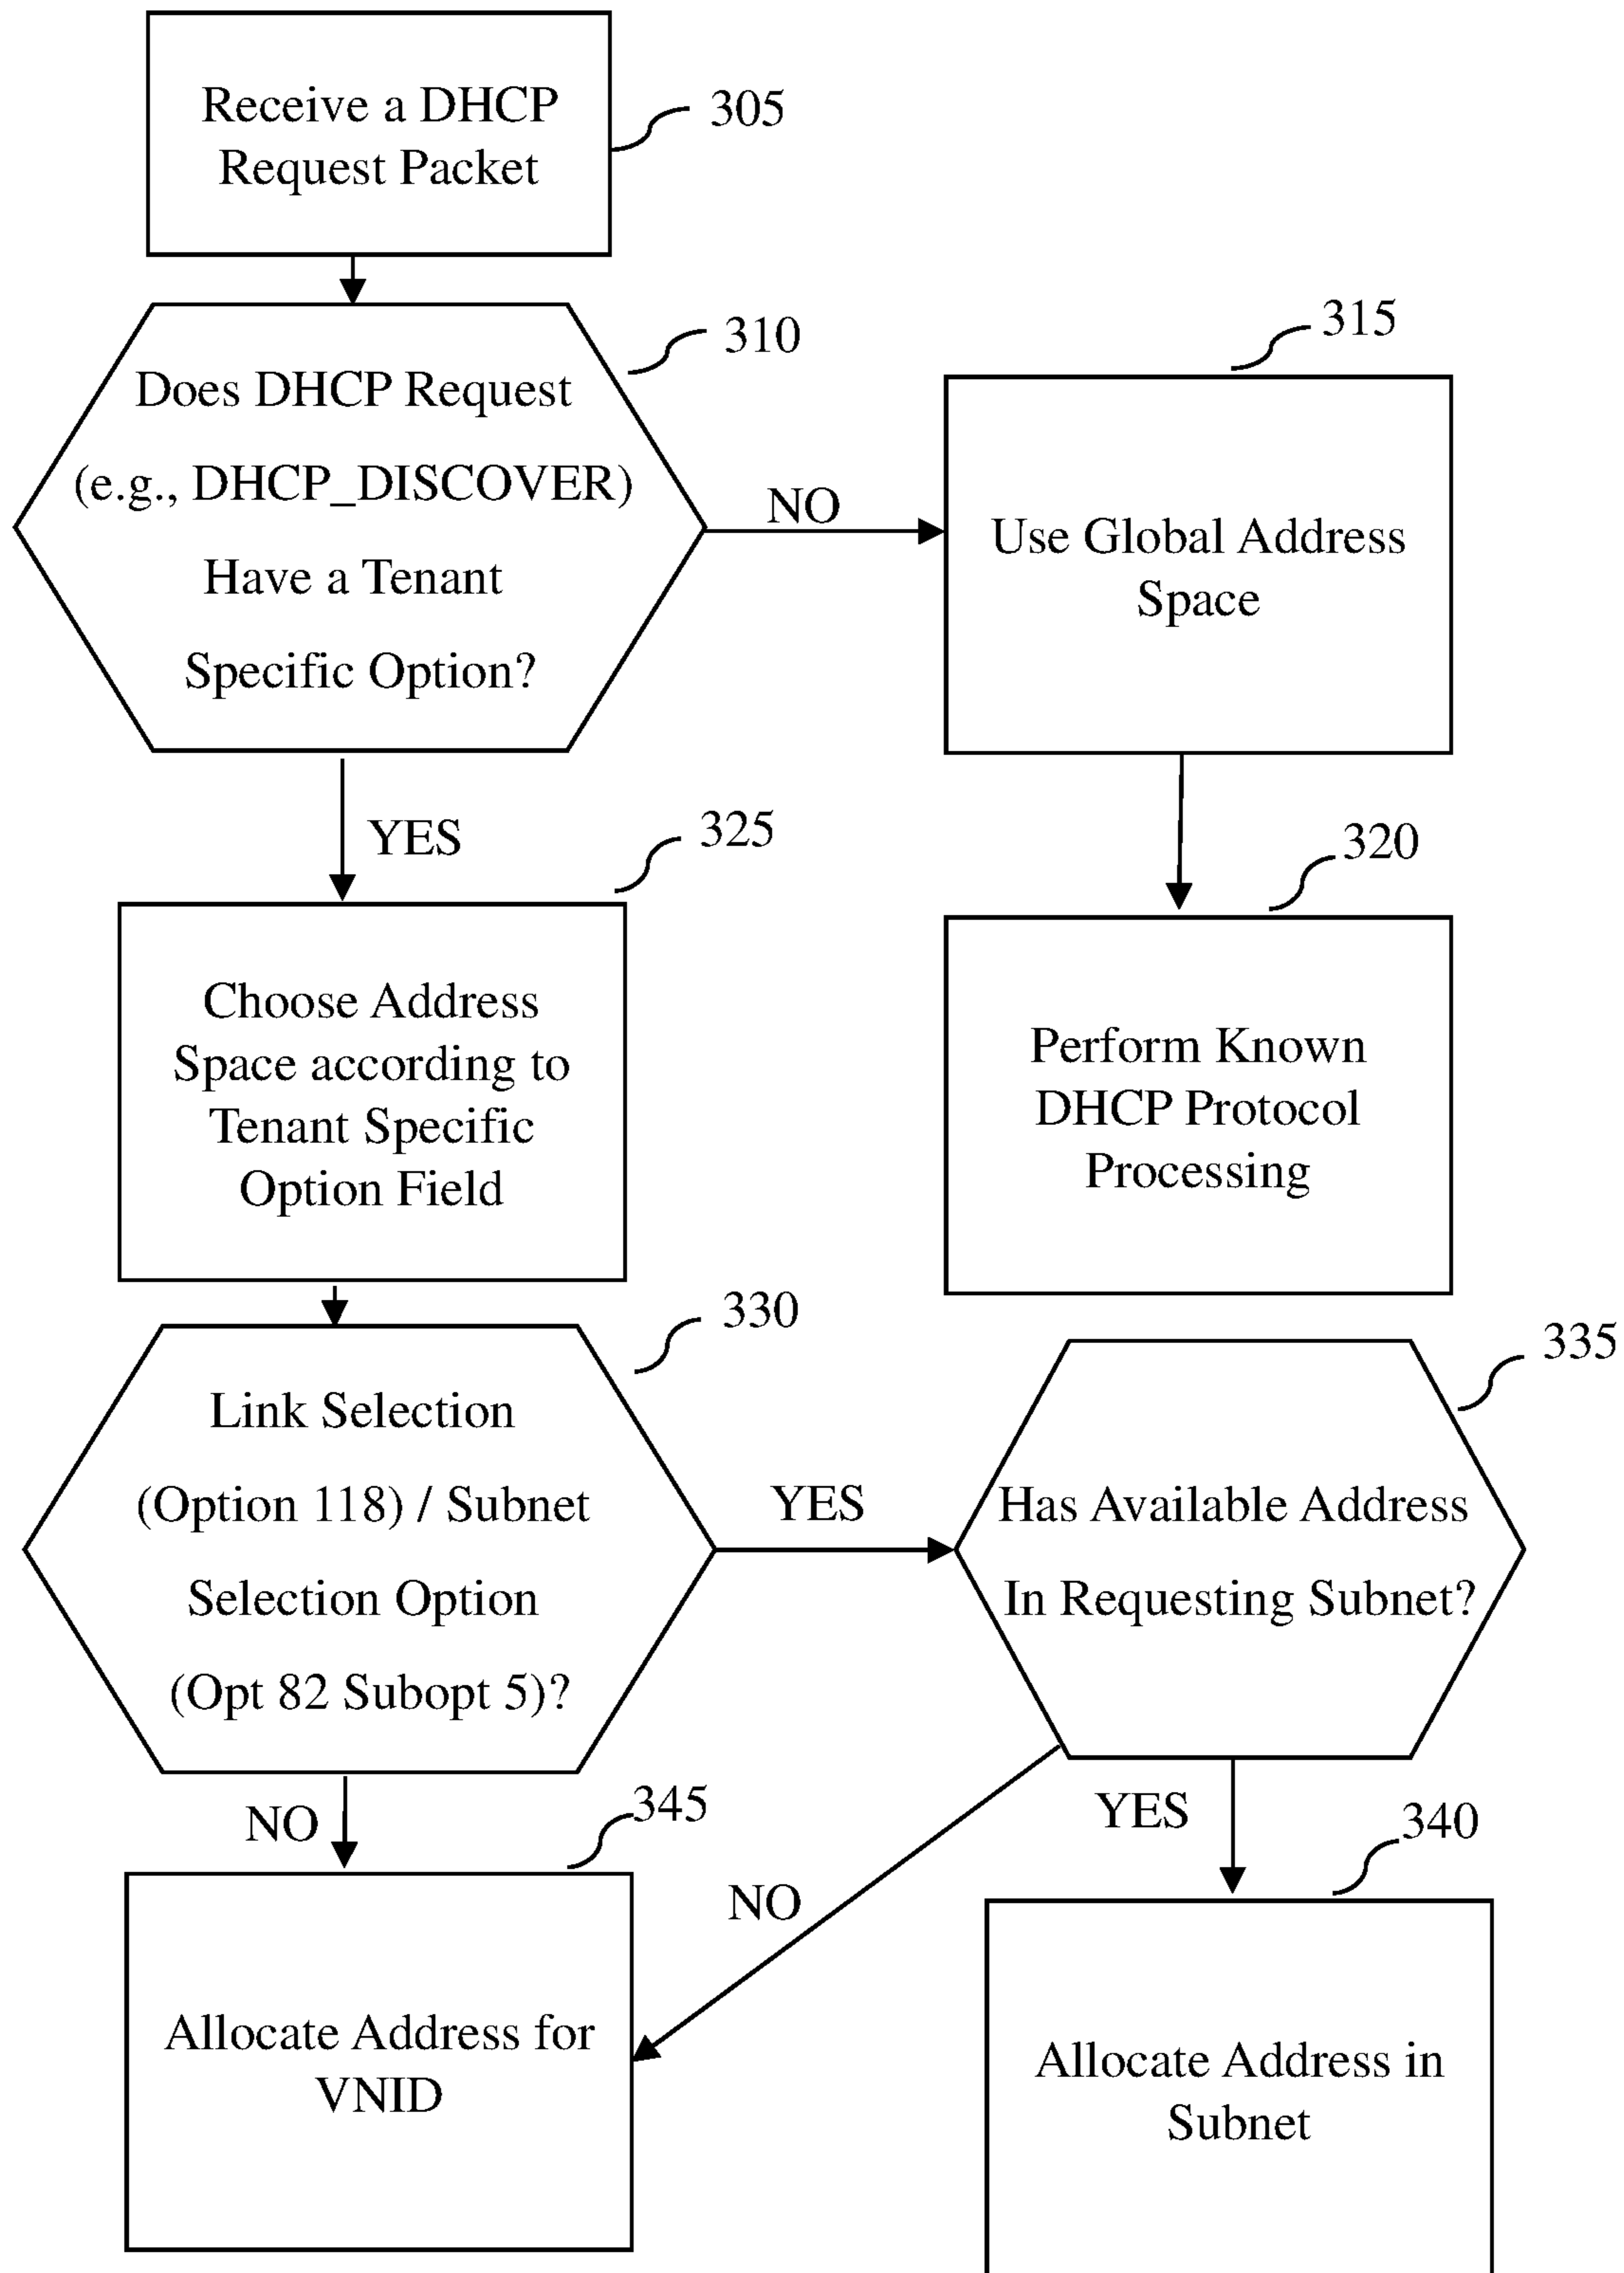 Receive a DHCP
Request Packet
305
Does DHCP Request
(e.g., DHCP_DISCOVER)
Have a Tenant
Specific Option?
310
NO
315
Use Global Address
Space
YES
325
Choose Address
Space according to
Tenant Specific
Option Field
320
Perform Known
DHCP Protocol
Processing
330
Link Selection
(Option 118) / Subnet
Selection Option
(Opt 82 Subopt 5)?
YES
335
Has Available Address
In Requesting Subnet?
NO
345
Allocate Address for
VNID
NO
YES
340
Allocate Address in
Subnet